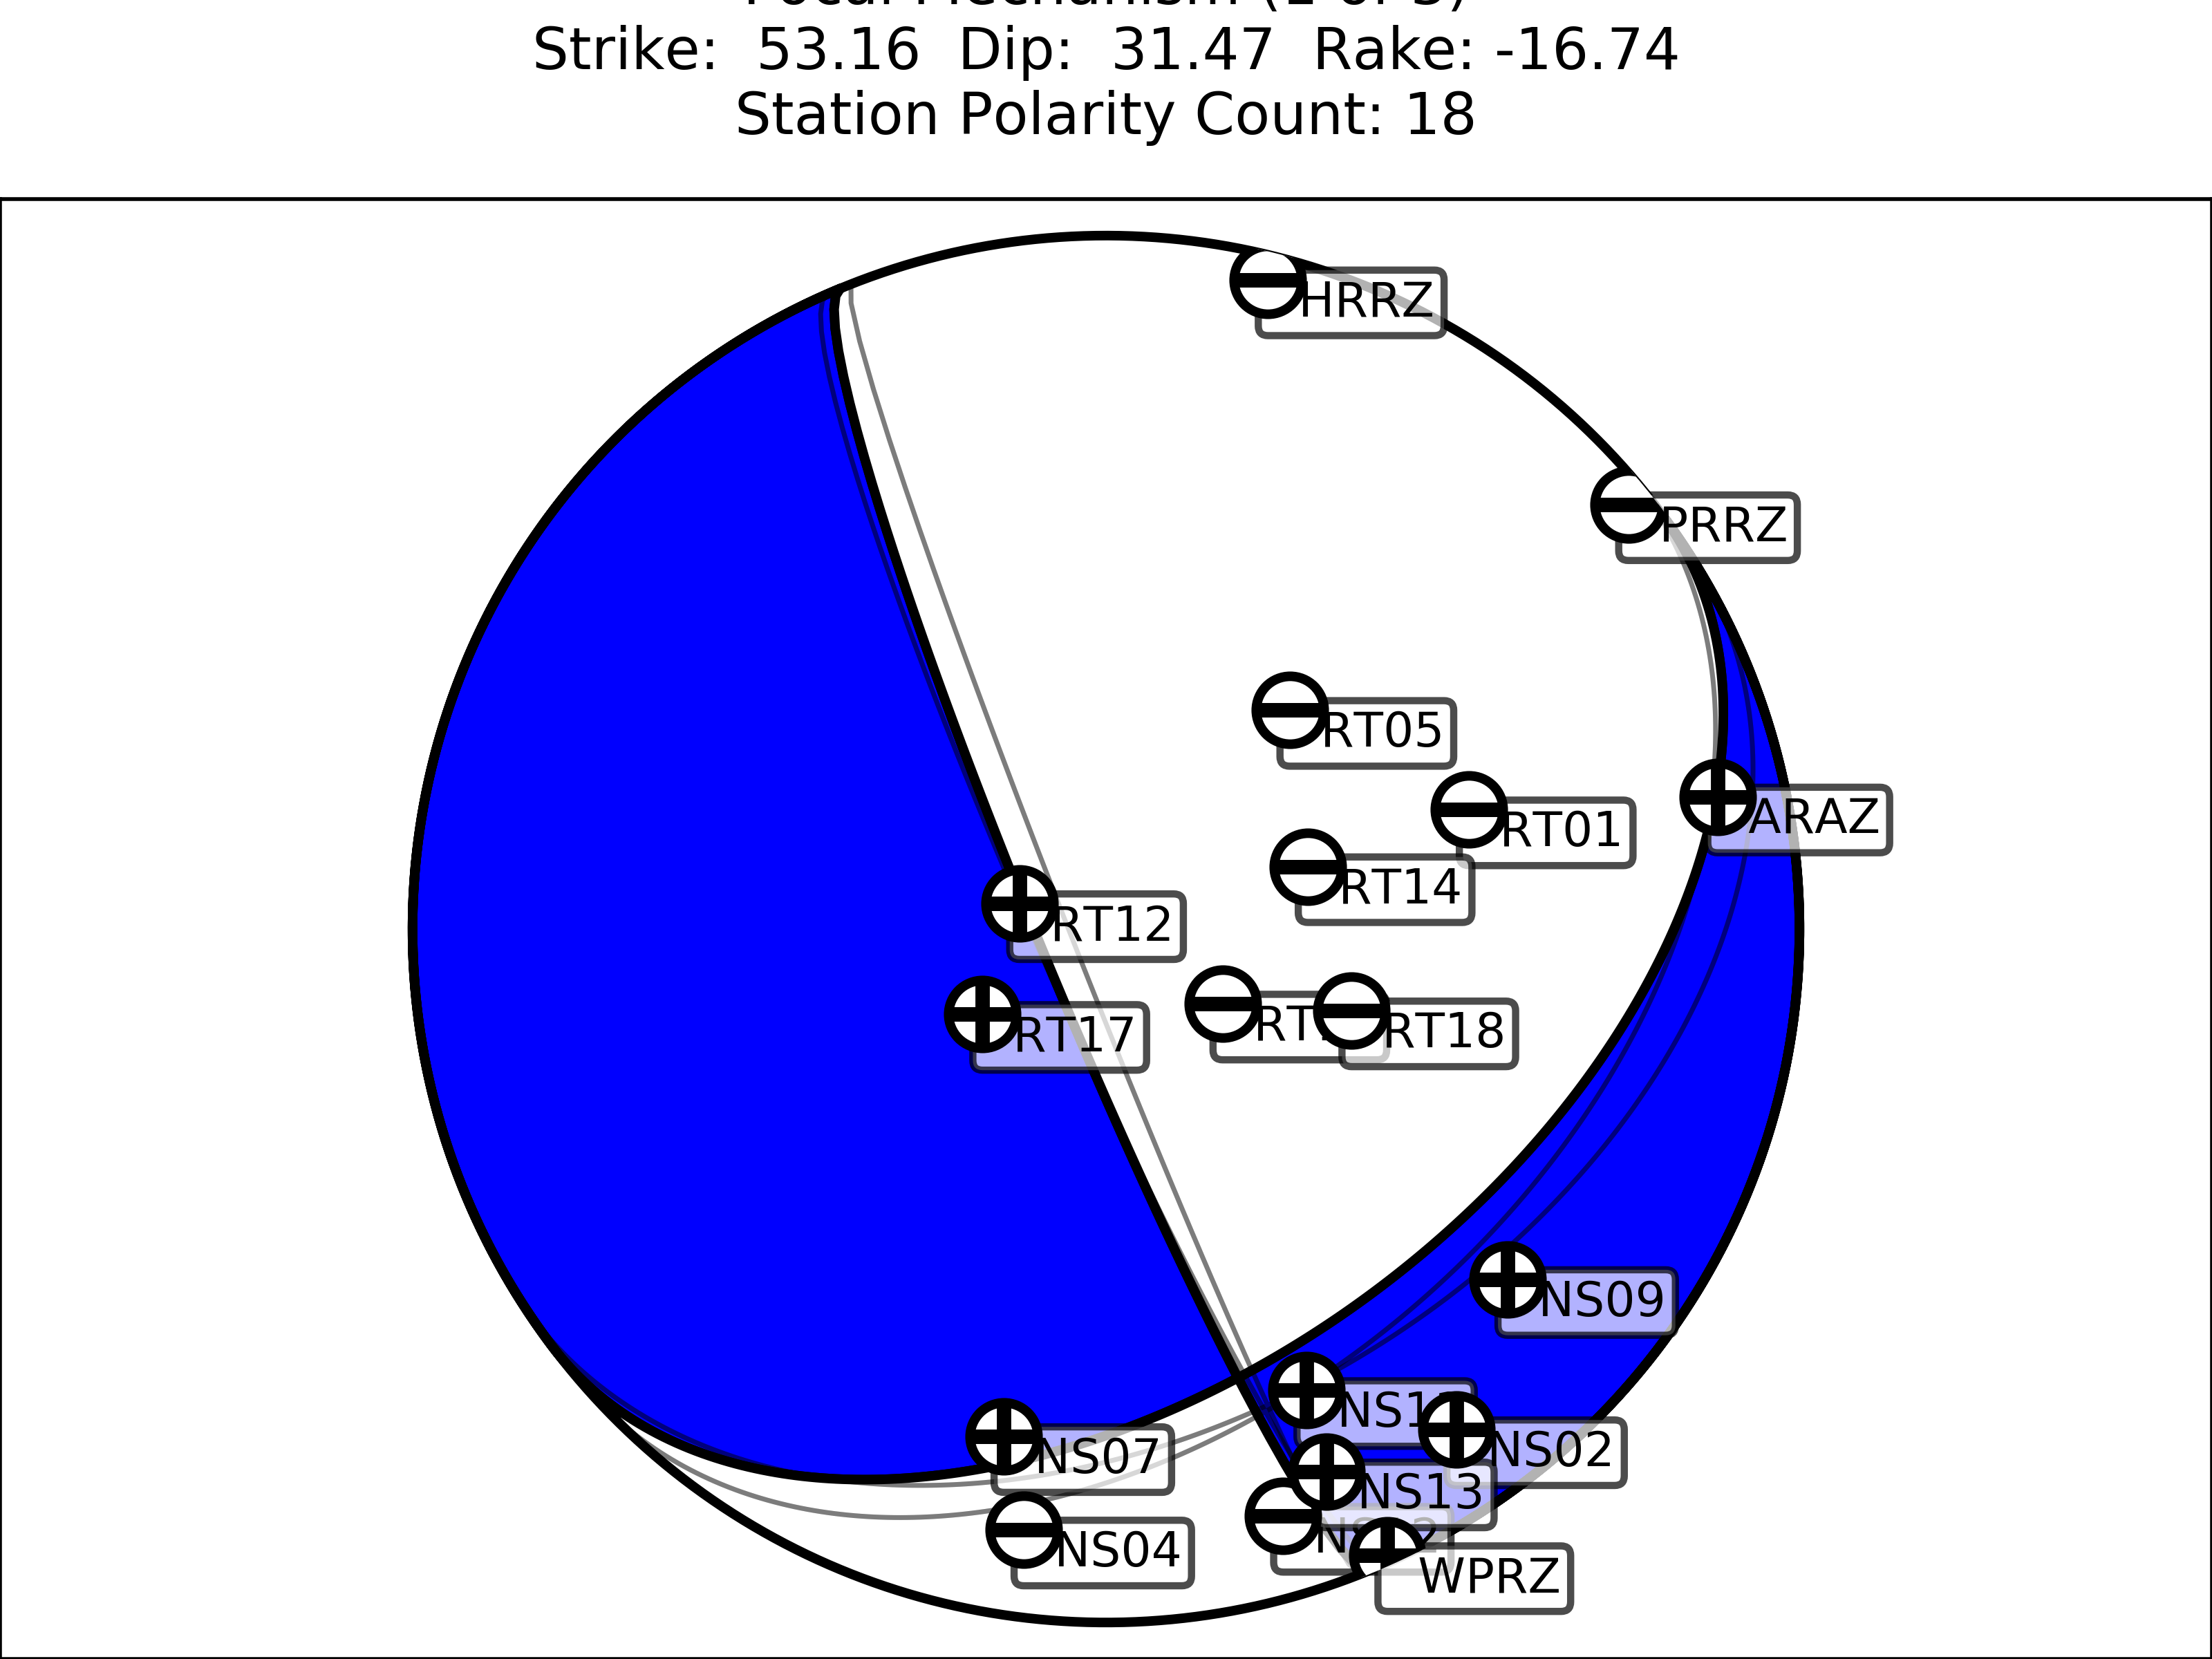 Strike: 53.16 Dip: 31.47 Rake: -16.74
Station Polarity Count: 18
HRRZ
PRRZ
RT05
RT01
ARAZ
RT14
RT12
RT18
RT17
NS09
NS02
NS07
NS13
NS04
WPRZ